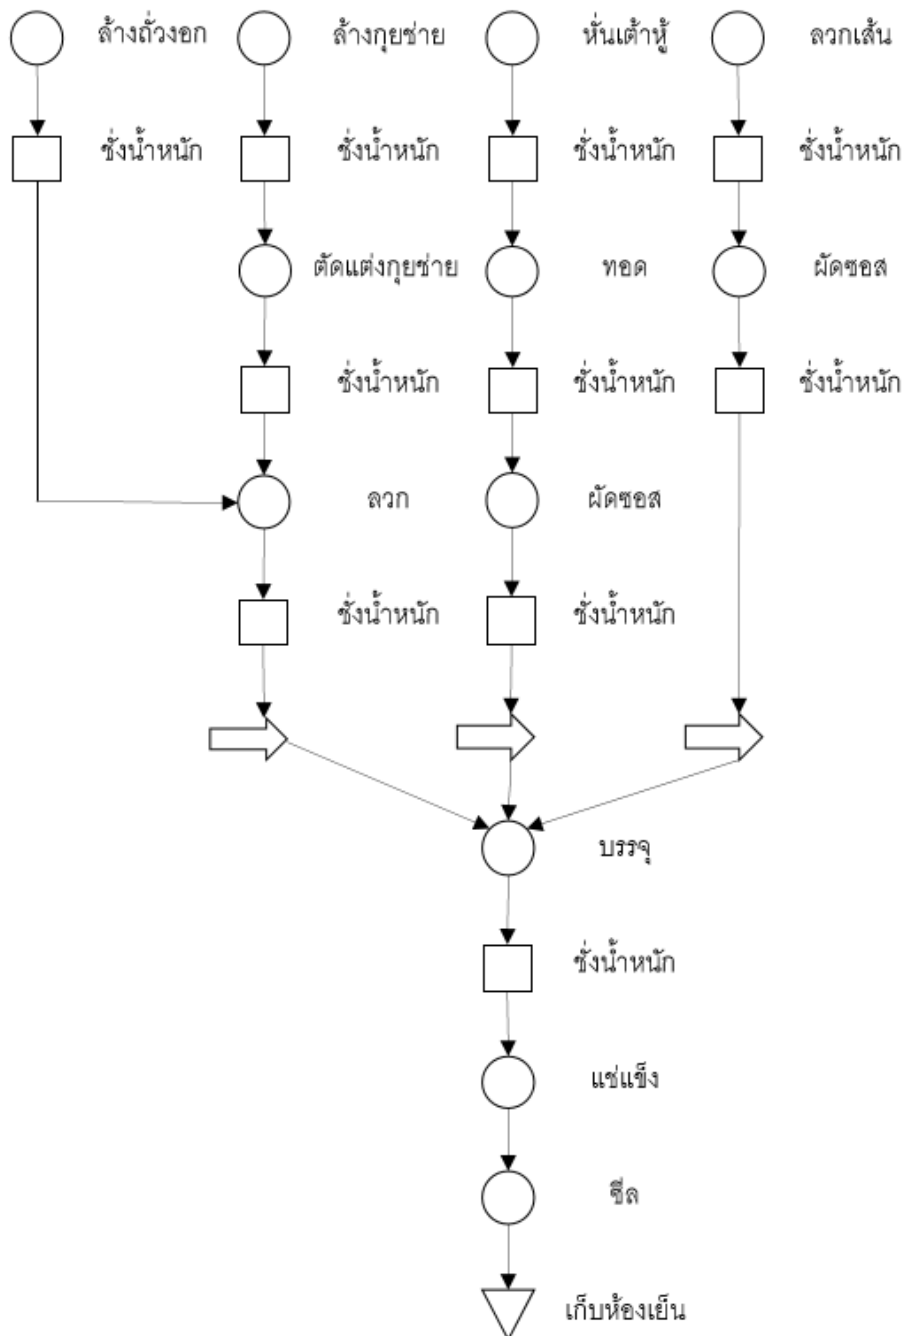 ล้างถั่วงอก ล้างกุยช่าย หั่นเต้าหู้ ลวกเส้น
ชั่งน้ำหนัก ชั่งน้ำหนัก ชั่งน้ำหนัก ชั่งน้ำหนัก
ตัดแต่งกุยช่าย ทอด ผัดซอส
ชั่งน้ำหนัก ชั่งน้ำหนัก ชั่งน้ำหนัก
ลวก ผัดซอส
ชั่งน้ำหนัก ชั่งน้ำหนัก
บรรจุ
ชั่งน้ำหนัก
แช่แข็ง
ซีล
เก็บห้องเย็น